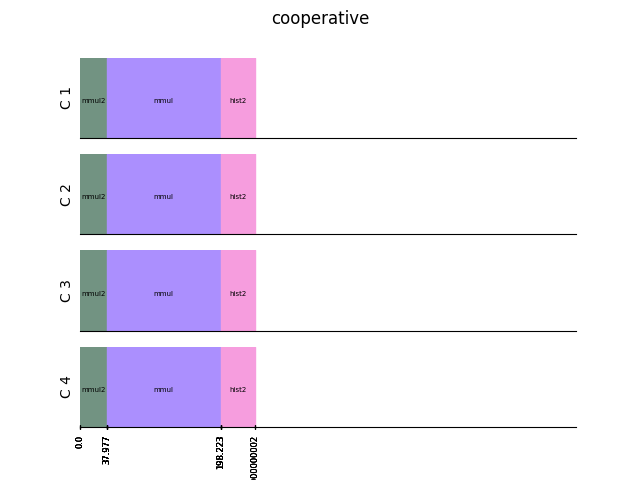 cooperative
C 1
mmul2 mmul hist2
C 2
mmul2 mmul hist2
C 3
mmul2 mmul hist2
C 4
mmul2 mmul hist2
0.0
37.977
198.223